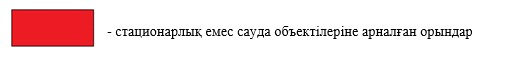 - стационарлық емес сауда объектілеріне арналған орындар